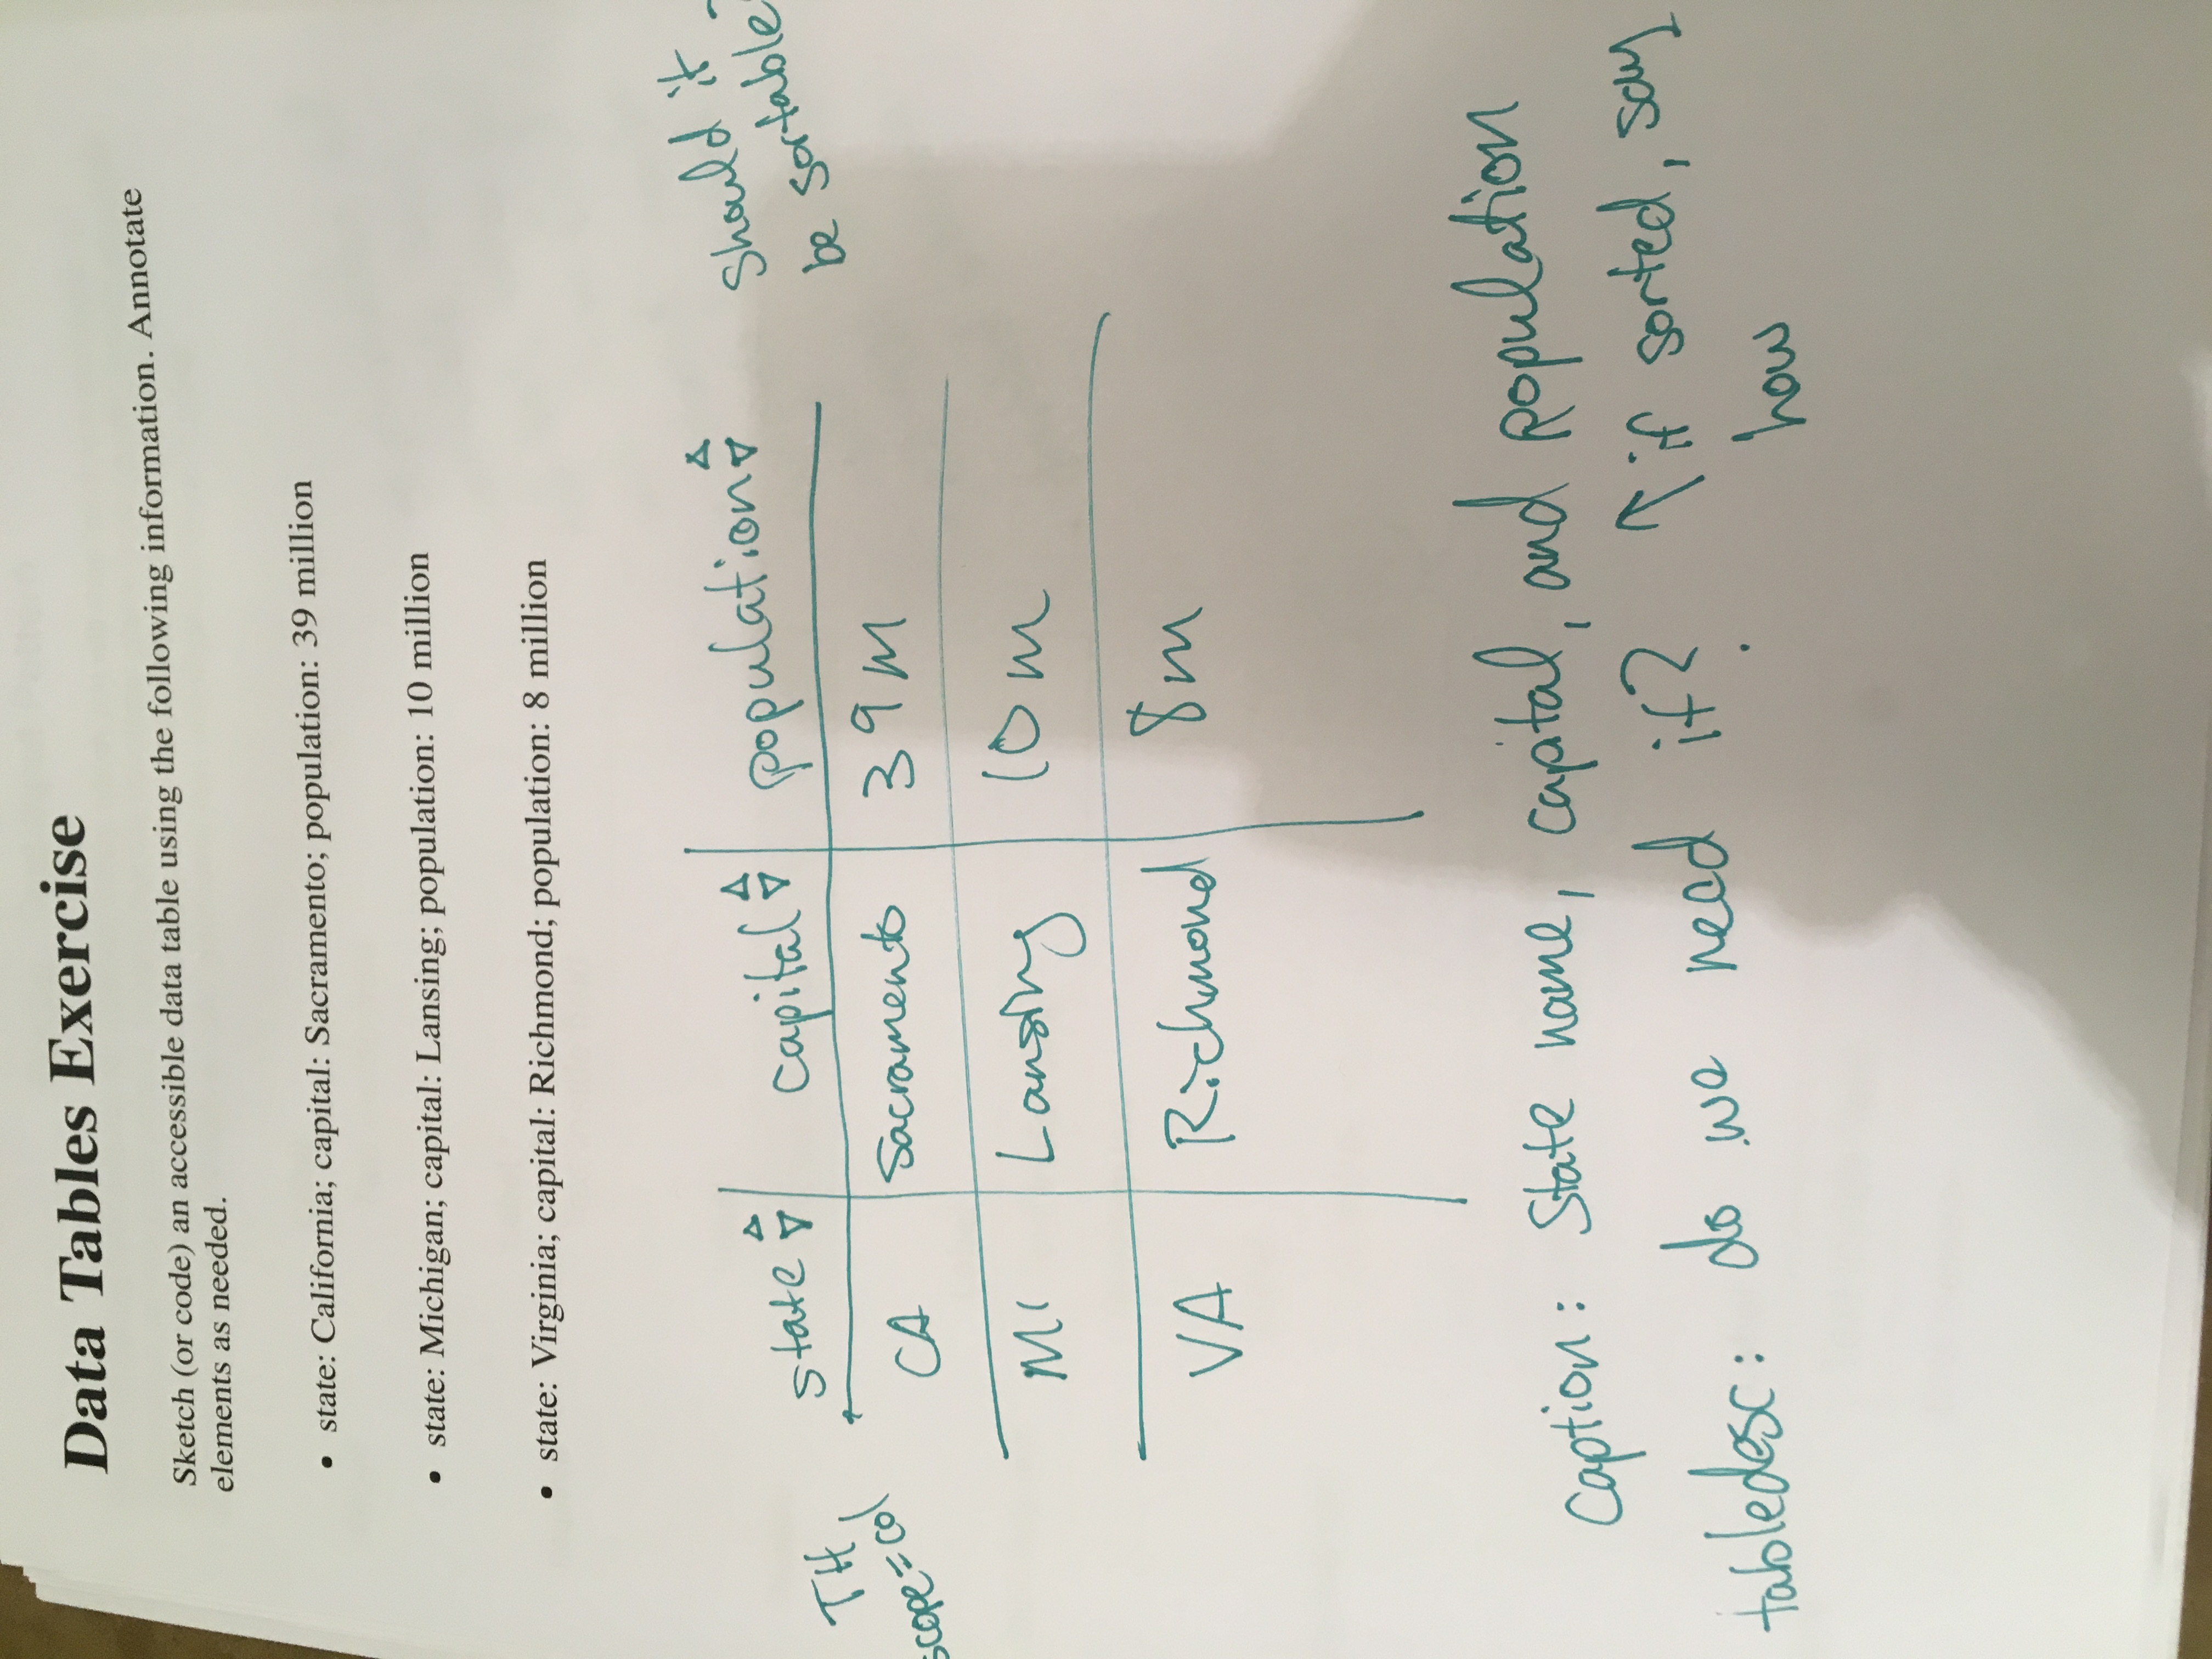 Data Tables Exercise
Sketch (or code) an accessible data table using the following information. Annotate
elements as needed.
• state: California; capital: Sacramento; population: 39 million
• state: Michigan; capital: Lansing; population: 10 million
• state: Virginia; capital: Richmond; population: 8 million
should it
be sortable?
state capital population
TH,
scope=col
CA Sacramento 39M
MI Lansing 10m
VA Richmond 8m
Caption: State name, capital, and population
tabledesc: do we need it? ↑ if sorted, say
how